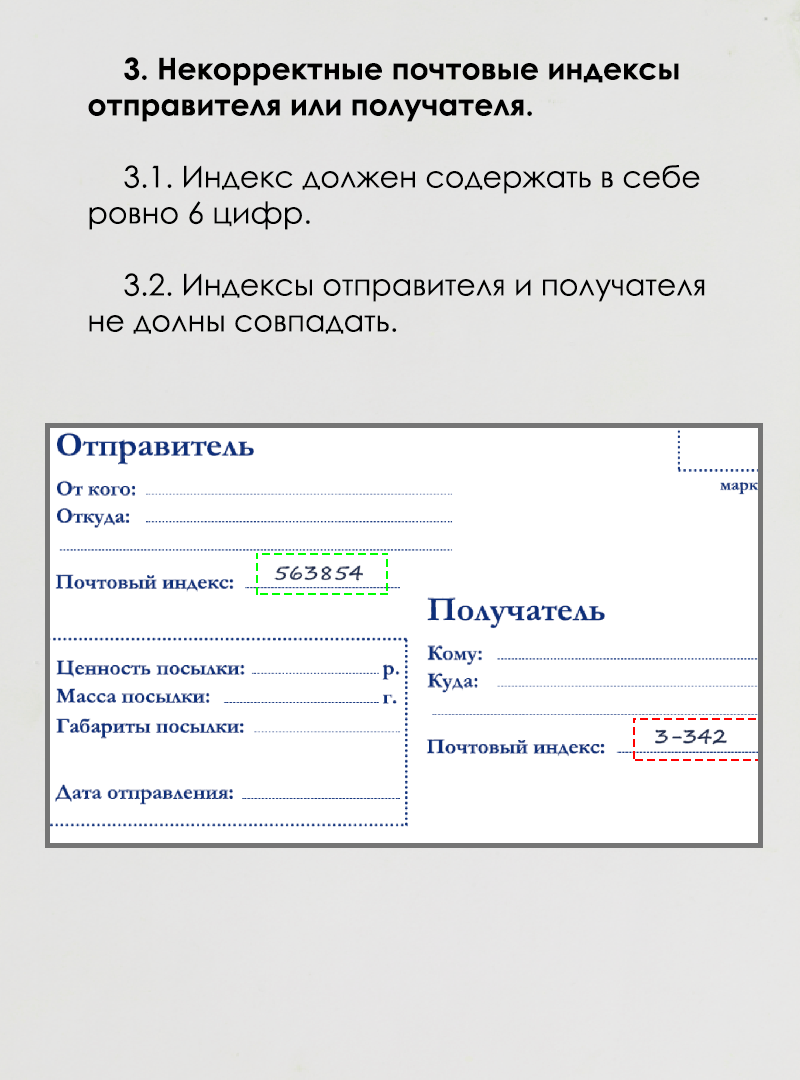 3. Некорректные почтовые индексы
отправителя или получателя.
3.1. Индекс должен содержать в себе
ровно 6 цифр.
3.2. Индексы отправителя и получателя
не долны совпадать.
Отправитель
От кого:
Откуда:
Почтовый индекс: 563854
марк
Получатель
Кому:
Куда:
Почтовый индекс: 3-342
Ценность посылки: р.
Масса посылки: г.
Габариты посылки:
Дата отправления: